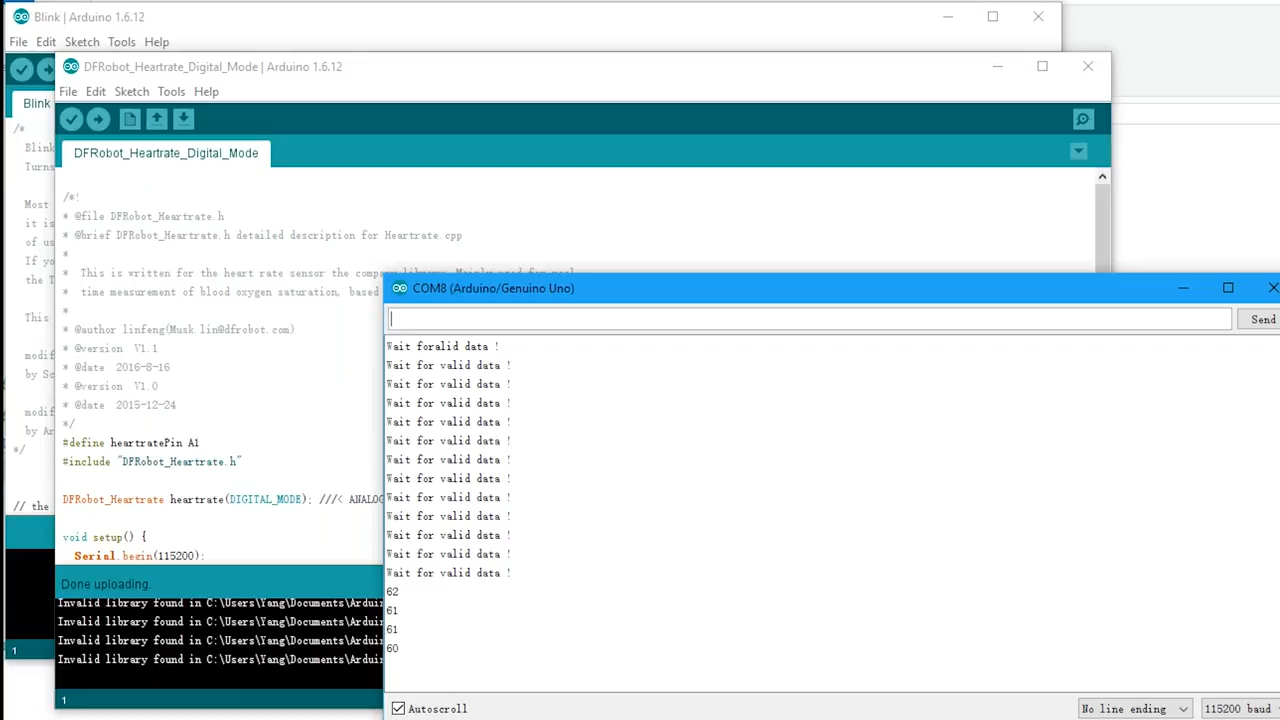 Blink | Arduino 1.6.12
File Edit Sketch Tools Help
Blink
/*
Blink
Turns
Most
it is
of us
If yo
the T
This
modif
by Sc
modif
by Ar
*/
// the
1
DFRobot_Heartrate_Digital_Mode | Arduino 1.6.12
File Edit Sketch Tools Help
DFRobot_Heartrate_Digital_Mode
/*!
* @file DFRobot_Heartrate.h
* @brief DFRobot_Heartrate.h detailed description for Heartrate.cpp
*
* This is written for the heart rate sensor the company library. Mainly used for real
* time measurement of blood oxygen saturation, based
*
* @author linfeng(Musk.lin@dfrobot.com)
* @version V1.1
* @date 2016-8-16
* @version V1.0
* @date 2015-12-24
*/
#define heartratePin A1
#include "DFRobot_Heartrate.h"
DFRobot_Heartrate heartrate(DIGITAL_MODE); ///< ANALOG
void setup() {
Serial.begin(115200);
Done uploading.
Invalid library found in C:\Users\Yang\Documents\Arduin
Invalid library found in C:\Users\Yang\Documents\Arduin
Invalid library found in C:\Users\Yang\Documents\Arduin
Invalid library found in C:\Users\Yang\Documents\Arduin
1
COM8 (Arduino/Genuino Uno)
Send
Wait foralid data !
Wait for valid data !
Wait for valid data !
Wait for valid data !
Wait for valid data !
Wait for valid data !
Wait for valid data !
Wait for valid data !
Wait for valid data !
Wait for valid data !
Wait for valid data !
Wait for valid data !
Wait for valid data !
62
61
61
60
Autoscroll
No line ending
115200 baud